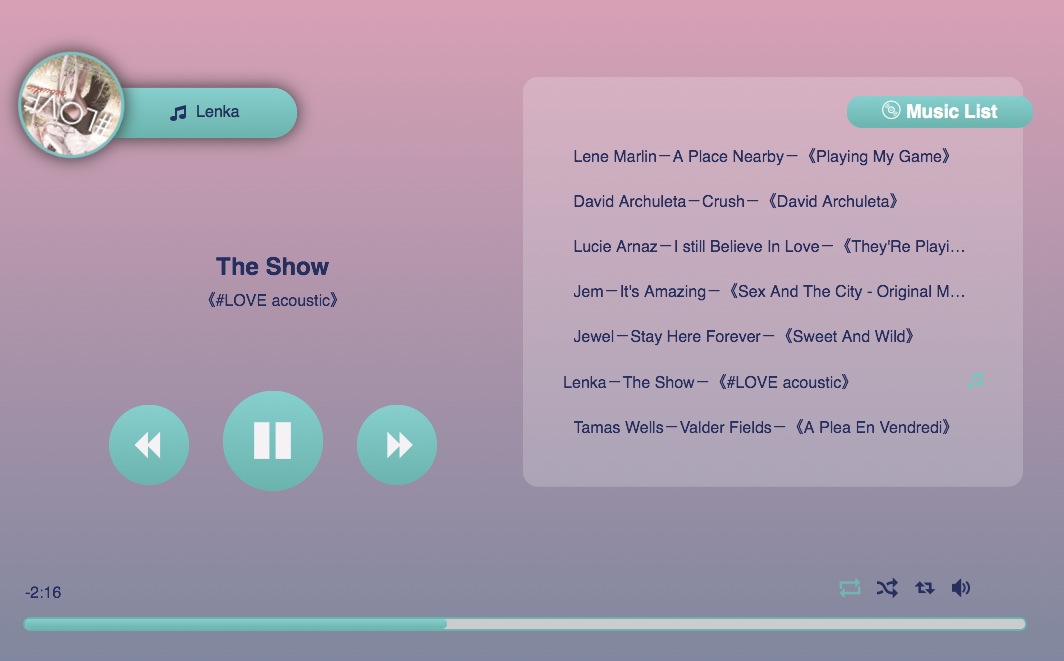 Lenka
Music List
Lene Marlin－A Place Nearby－《Playing My Game》
David Archuleta－Crush－《David Archuleta》
Lucie Arnaz－I still Believe In Love－《They'Re Playi…
Jem－It's Amazing－《Sex And The City - Original M…
Jewel－Stay Here Forever－《Sweet And Wild》
Lenka－The Show－《#LOVE acoustic》
Tamas Wells－Valder Fields－《A Plea En Vendredi》
The Show
《#LOVE acoustic》
-2:16